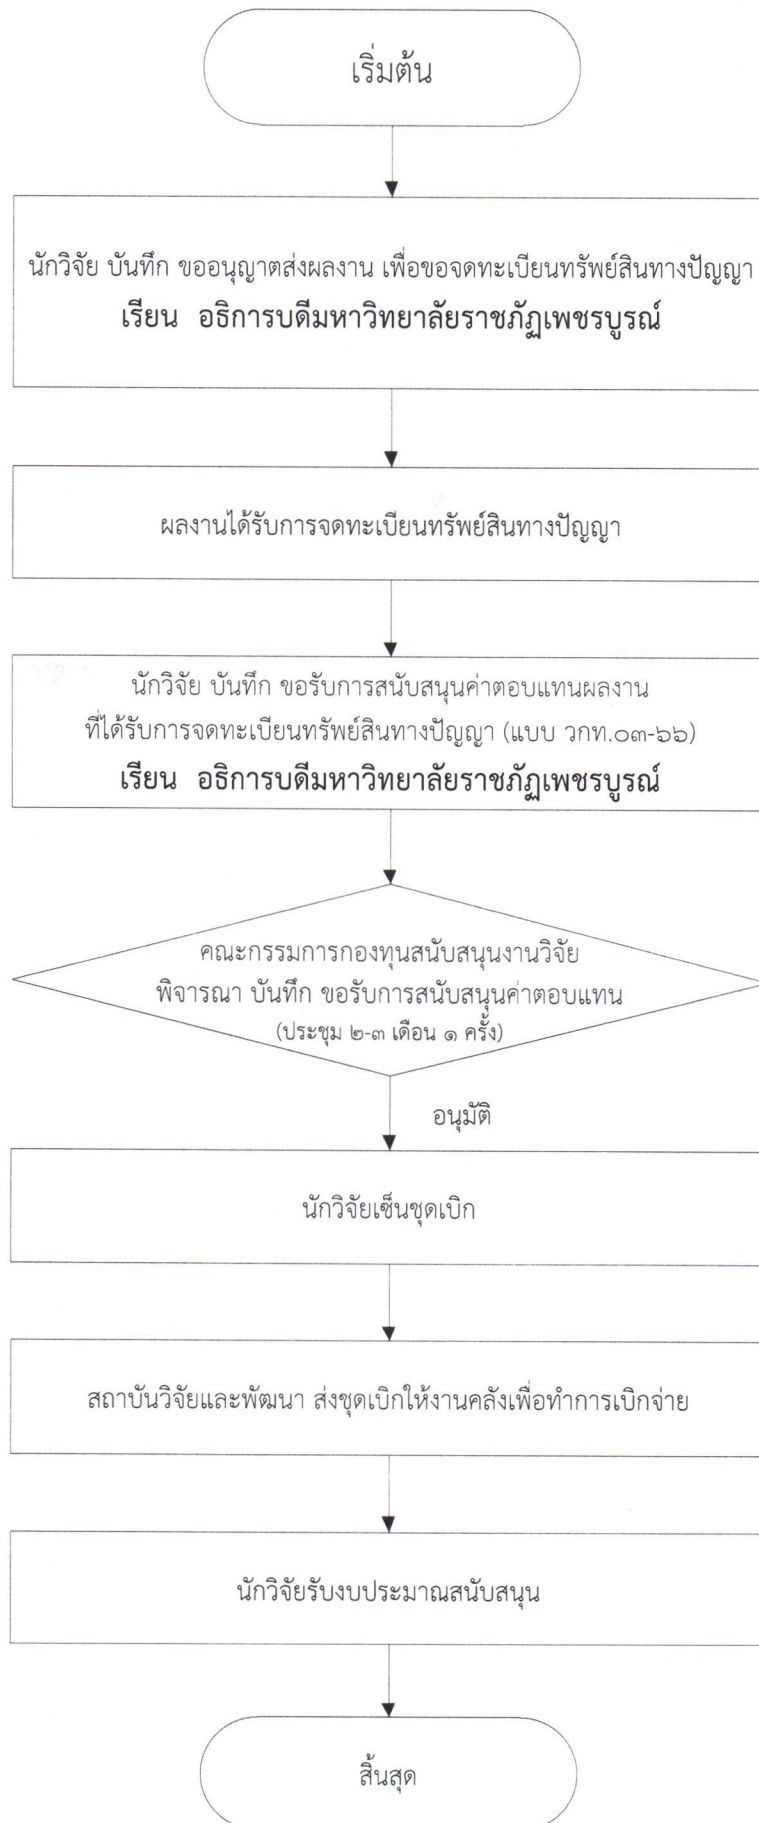 เริ่มต้น
นักวิจัย บันทึก ขออนุญาตส่งผลงาน เพื่อขอจดทะเบียนทรัพย์สินทางปัญญา
เรียน อธิการบดีมหาวิทยาลัยราชภัฏเพชรบูรณ์
ผลงานได้รับการจดทะเบียนทรัพย์สินทางปัญญา
นักวิจัย บันทึก ขอรับการสนับสนุนค่าตอบแทนผลงาน
ที่ได้รับการจดทะเบียนทรัพย์สินทางปัญญา (แบบ วกท.๐๓-๖๖)
เรียน อธิการบดีมหาวิทยาลัยราชภัฏเพชรบูรณ์
คณะกรรมการกองทุนสนับสนุนงานวิจัย
พิจารณา บันทึก ขอรับการสนับสนุนค่าตอบแทน
(ประชุม ๒-๓ เดือน ๑ ครั้ง)
อนุมัติ
นักวิจัยเซ็นชุดเบิก
สถาบันวิจัยและพัฒนา ส่งชุดเบิกให้งานคลังเพื่อทำการเบิกจ่าย
นักวิจัยรับงบประมาณสนับสนุน
สิ้นสุด